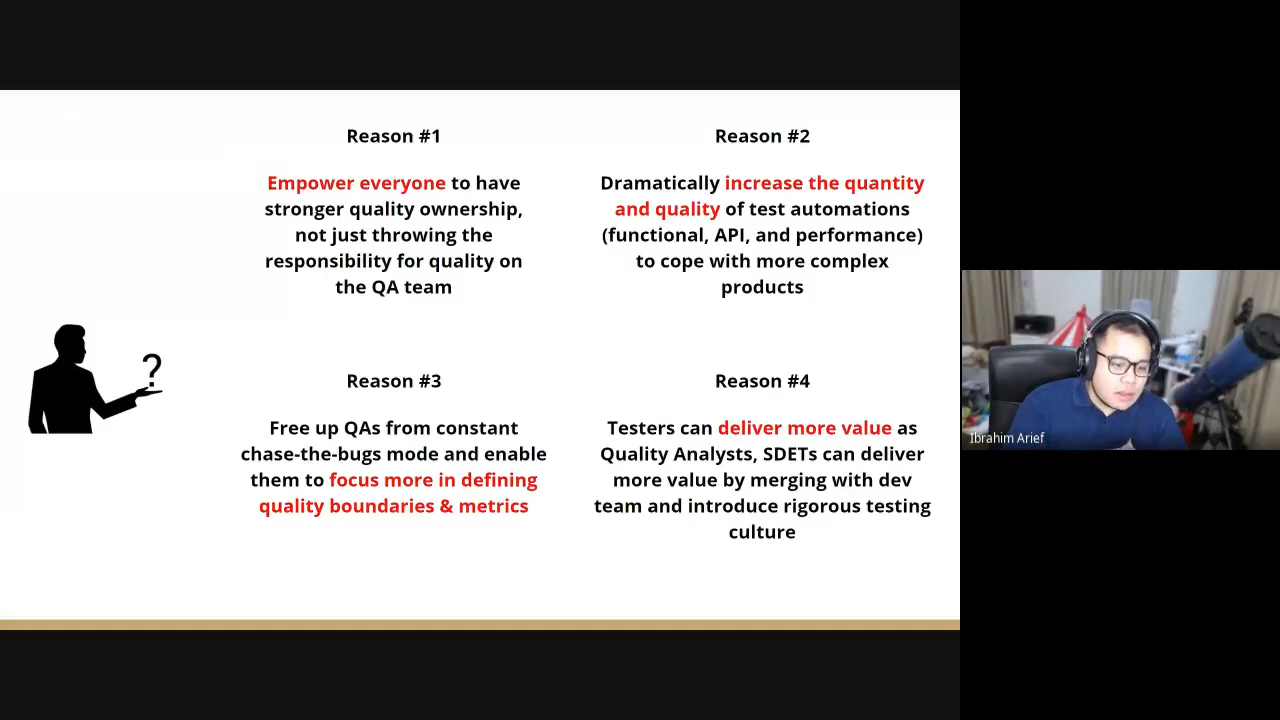 Reason #1
Empower everyone to have
stronger quality ownership,
not just throwing the
responsibility for quality on
the QA team
Reason #2
Dramatically increase the quantity
and quality of test automations
(functional, API, and performance)
to cope with more complex
products
?
Reason #3
Free up QAs from constant
chase-the-bugs mode and enable
them to focus more in defining
quality boundaries & metrics
Reason #4
Testers can deliver more value as
Quality Analysts, SDETs can deliver
more value by merging with dev
team and introduce rigorous testing
culture
Ibrahim Arief